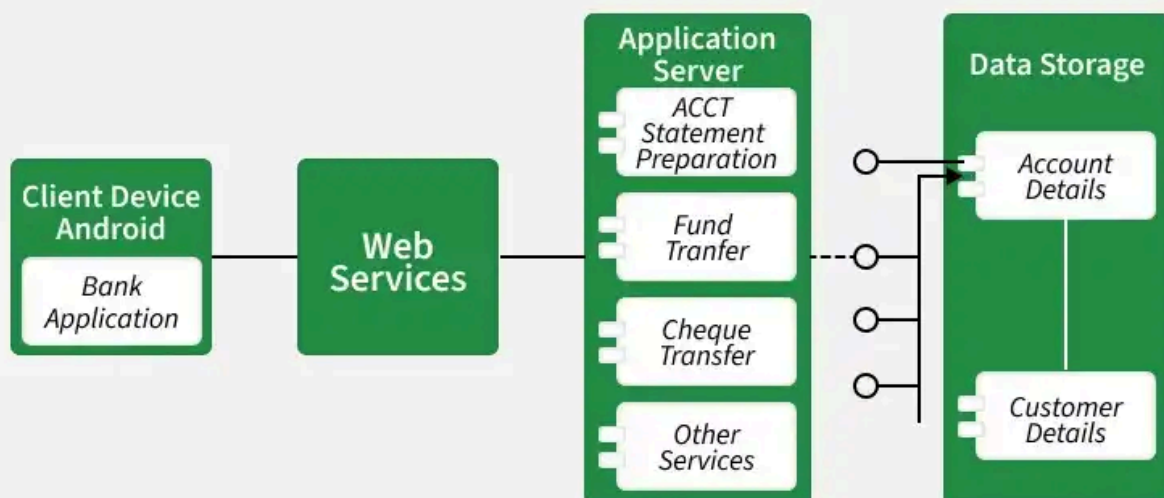 Client Device
Android
Bank
Application
Web
Services
Application
Server
ACCT
Statement
Preparation
Fund
Tranfer
Cheque
Transfer
Other
Services
Data Storage
Account
Details
Customer
Details